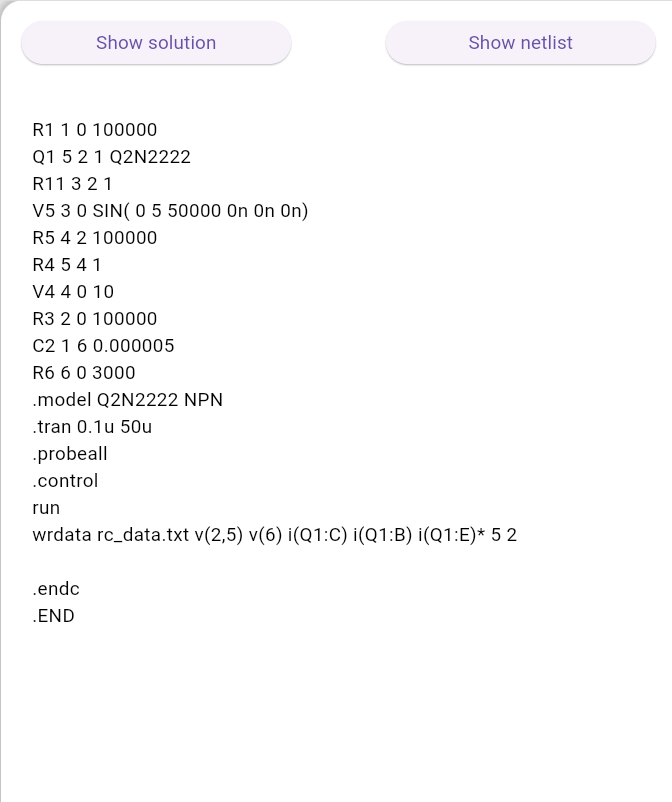 Show solution
Show netlist
R1 1 0 100000
Q1 5 2 1 Q2N2222
R11 3 2 1
V5 3 0 SIN( 0 5 50000 0n 0n 0n)
R5 4 2 100000
R4 5 4 1
V4 4 0 10
R3 2 0 100000
C2 1 6 0.000005
R6 6 0 3000
.model Q2N2222 NPN
.tran 0.1u 50u
.probeall
.control
run
wrdata rc_data.txt v(2,5) v(6) i(Q1:C) i(Q1:B) i(Q1:E)* 5 2
.endc
.END